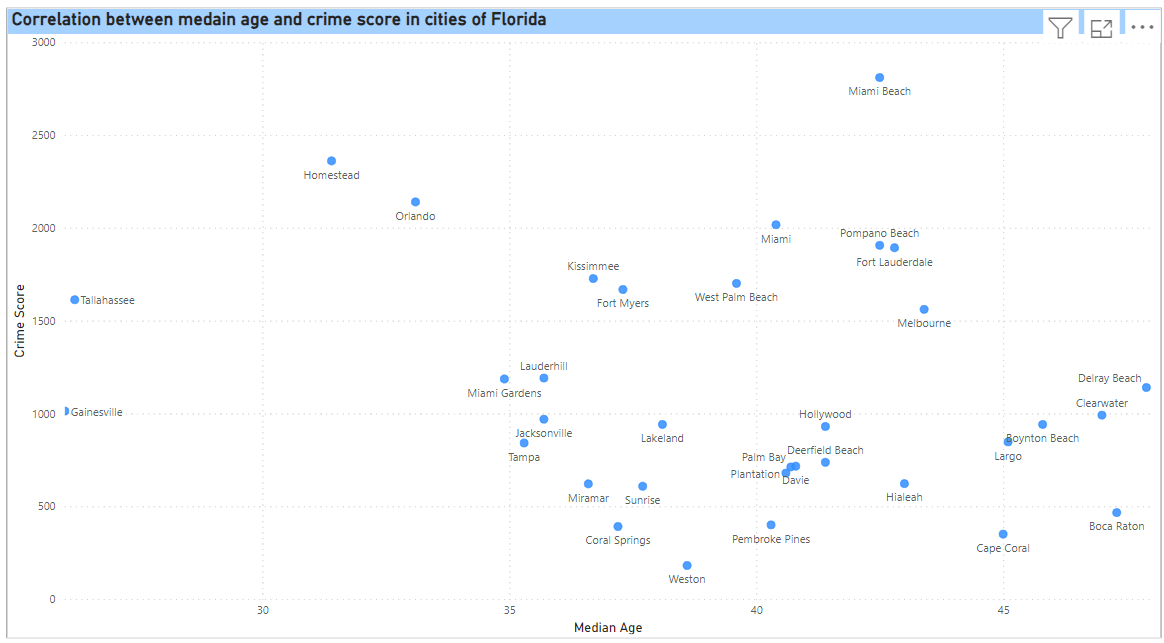 Correlation between medain age and crime score in cities of Florida
3000
Miami Beach
2500
Homestead
Orlando
2000
Miami
Pompano Beach
Fort Lauderdale
Kissimmee
Fort Myers
West Palm Beach
Tallahassee
1500
Melbourne
Lauderhill
Miami Gardens
Delray Beach
Clearwater
1000
Gainesville
Hollywood
Jacksonville
Lakeland
Boynton Beach
Tampa
Largo
Deerfield Beach
Palm Bay
Plantation
Davie
500
Miramar
Sunrise
Hialeah
Coral Springs
Pembroke Pines
Boca Raton
Cape Coral
Weston
0
30
35
40
45
Crime Score
Median Age